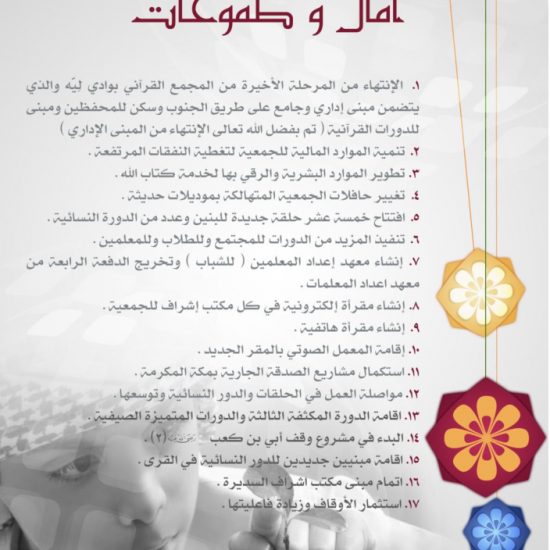 آمال و طموحات
١. الإنتهاء من المرحلة الأخيرة من المجمع القرآني بوادي ليّه والذي
يتضمن مبنى إداري وجامع على طريق الجنوب وسكن للمحفظين ومبنى
للدورات القرآنية ( تم بفضل الله تعالى الإنتهاء من المبنى الإداري )
٢. تنمية الموارد المالية للجمعية لتغطية النفقات المرتفعة .
٣. تطوير الموارد البشرية والرقي بها لخدمة كتاب الله .
٤. تغيير حافلات الجمعية المتهالكة بموديلات حديثة .
٥. افتتاح خمسة عشر حلقة جديدة للبنين وعدد من الدورة النسائية .
٦. تنفيذ المزيد من الدورات للمجتمع وللطلاب وللمعلمين .
٧. إنشاء معهد إعداد المعلمين ( للشباب ) وتخريج الدفعة الرابعة من
معهد اعداد المعلمات .
٨. إنشاء مقرأة إلكترونية في كل مكتب إشراف للجمعية .
٩. إنشاء مقرأة هاتفية .
١٠. إقامة المعمل الصوتي بالمقر الجديد .
١١. استكمال مشاريع الصدقة الجارية بمكة المكرمة .
١٢. مواصلة العمل في الحلقات والدور النسائية وتوسعها .
١٣. اقامة الدورة المكثفة الثالثة والدورات المتميزة الصيفية .
١٤. البدء في مشروع وقف أبي بن كعب (٢) .
١٥. اقامة مبنيين جديدين للدور النسائية في القرى .
١٦. اتمام مبنى مكتب اشراف السديرة .
١٧. استثمار الأوقاف وزيادة فاعليتها .